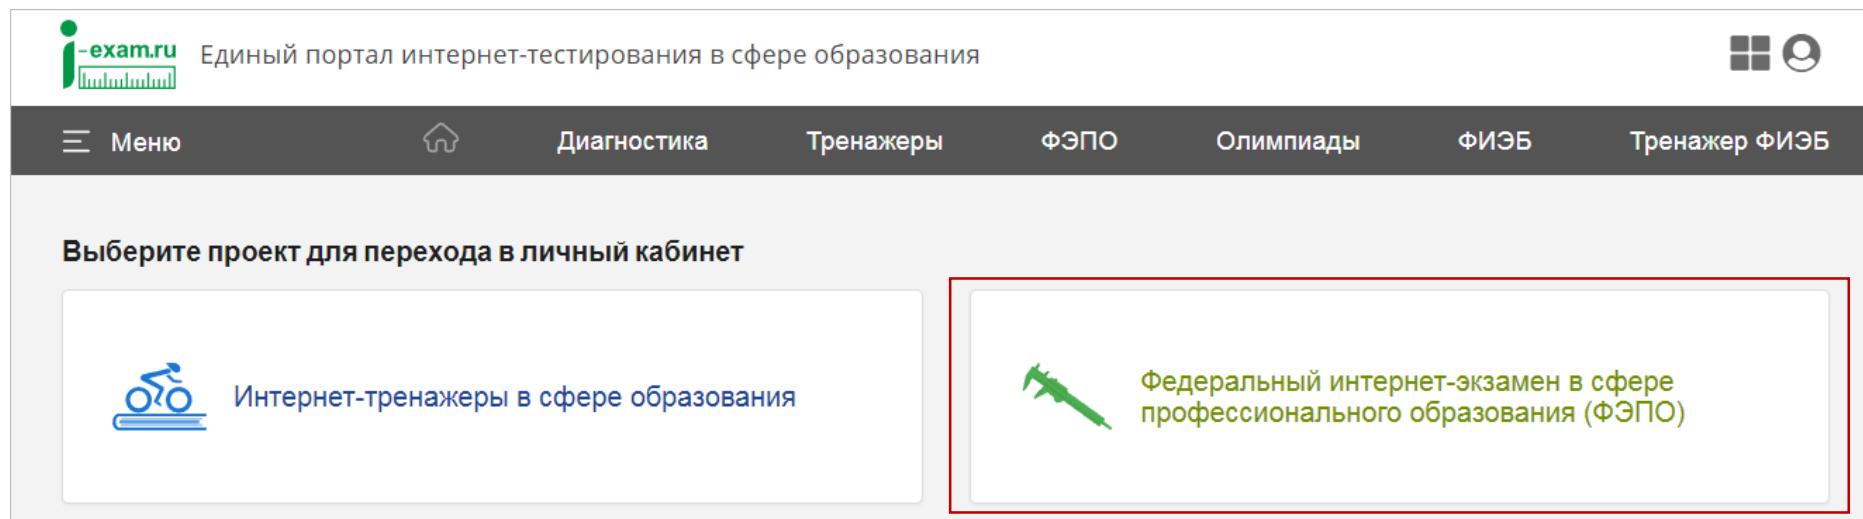 i-exam.ru
Единый портал интернет-тестирования в сфере образования
Меню
Диагностика
Тренажеры
ФЭПО
Олимпиады
ФИЭБ
Тренажер ФИЭБ
Выберите проект для перехода в личный кабинет
Интернет-тренажеры в сфере образования
Федеральный интернет-экзамен в сфере
профессионального образования (ФЭПО)